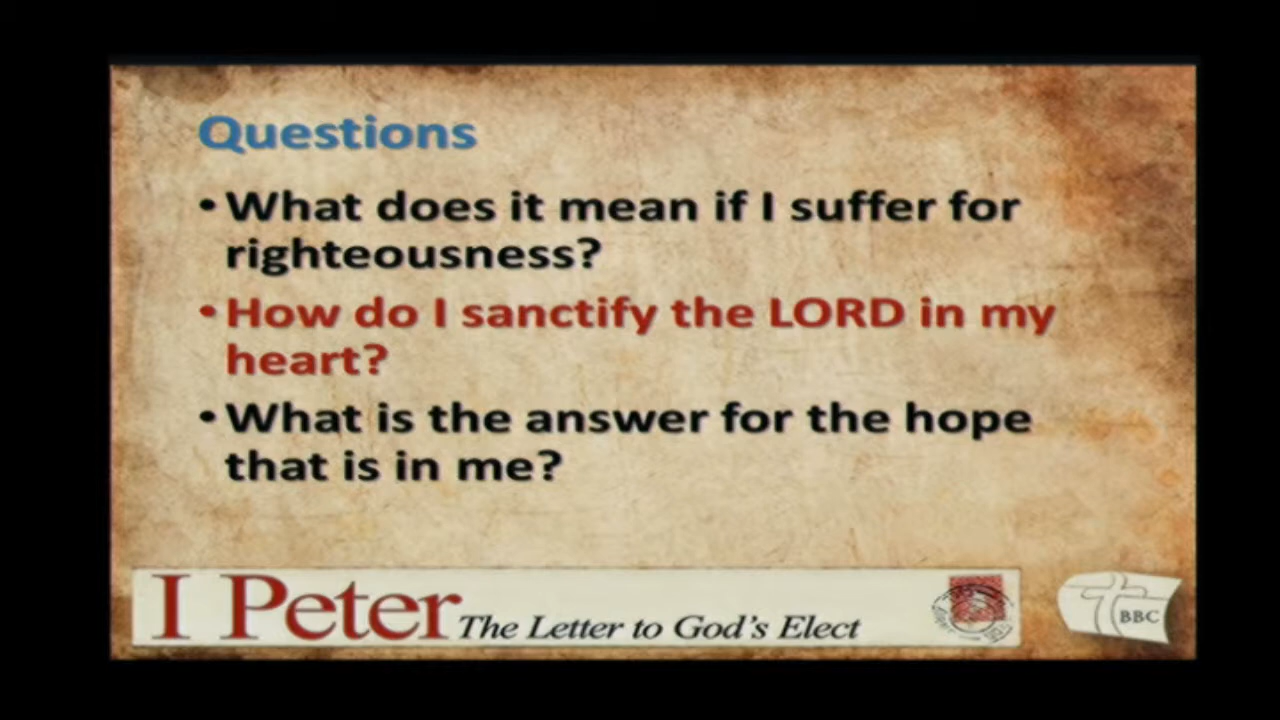 Questions
• What does it mean if I suffer for
righteousness?
• How do I sanctify the LORD in my
heart?
• What is the answer for the hope
that is in me?
I Peter The Letter to God's Elect
BBC